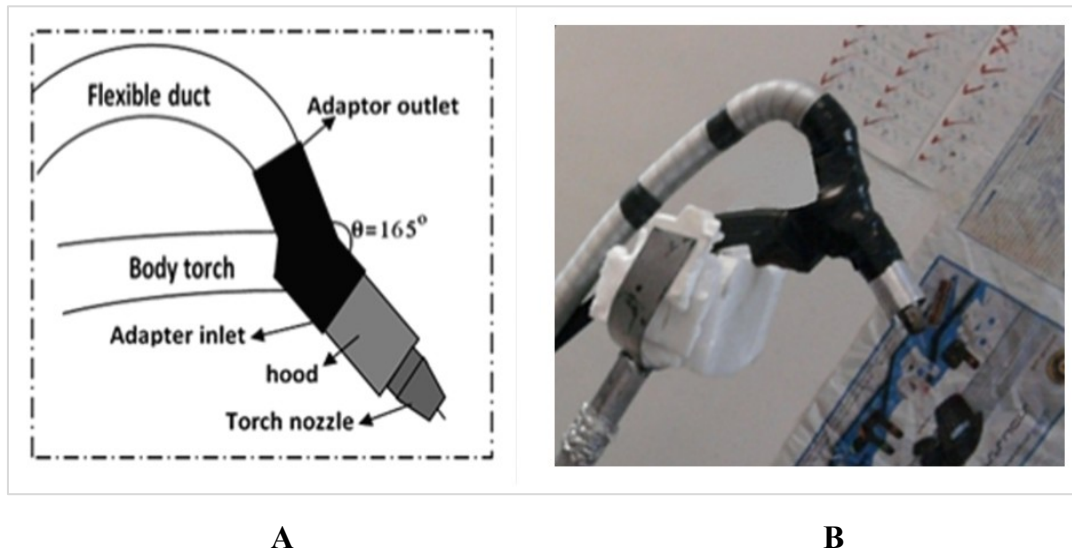 Flexible duct
Adaptor outlet
θ=165°
Body torch
Adapter inlet
hood
Torch nozzle
A
B